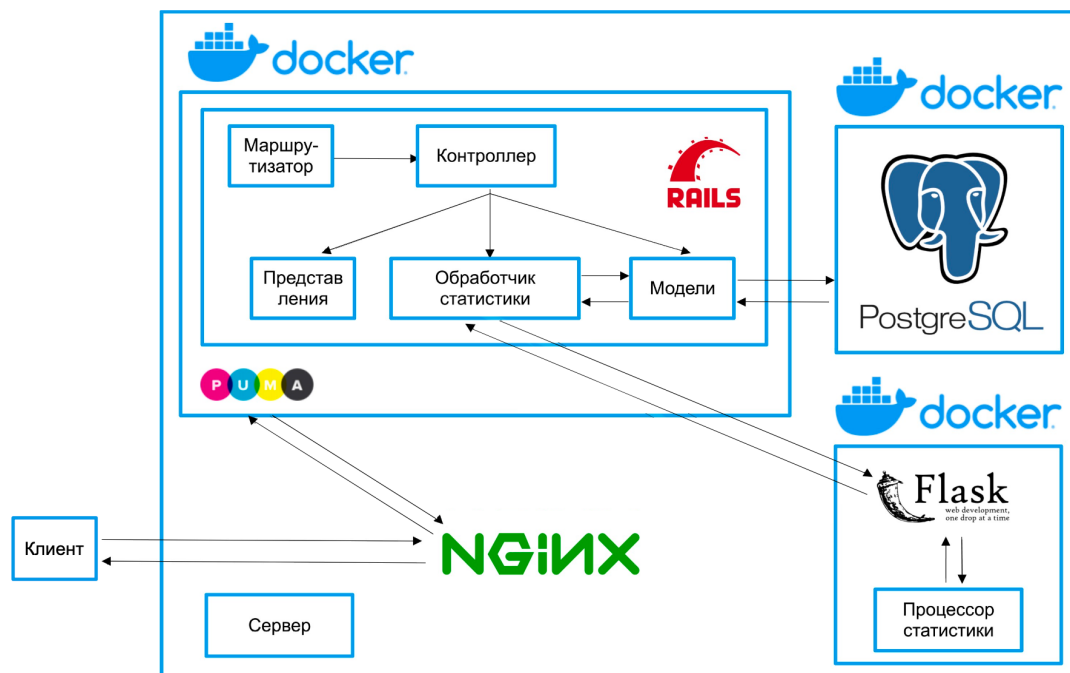 docker
docker
Маршру-
тизатор
Контроллер
RAILS
Представ
ления
Обработчик
статистики
Модели
PostgreSQL
PUMA
docker
Flask
web development,
one drop at a time
Клиент
NGINX
Сервер
Процессор
статистики